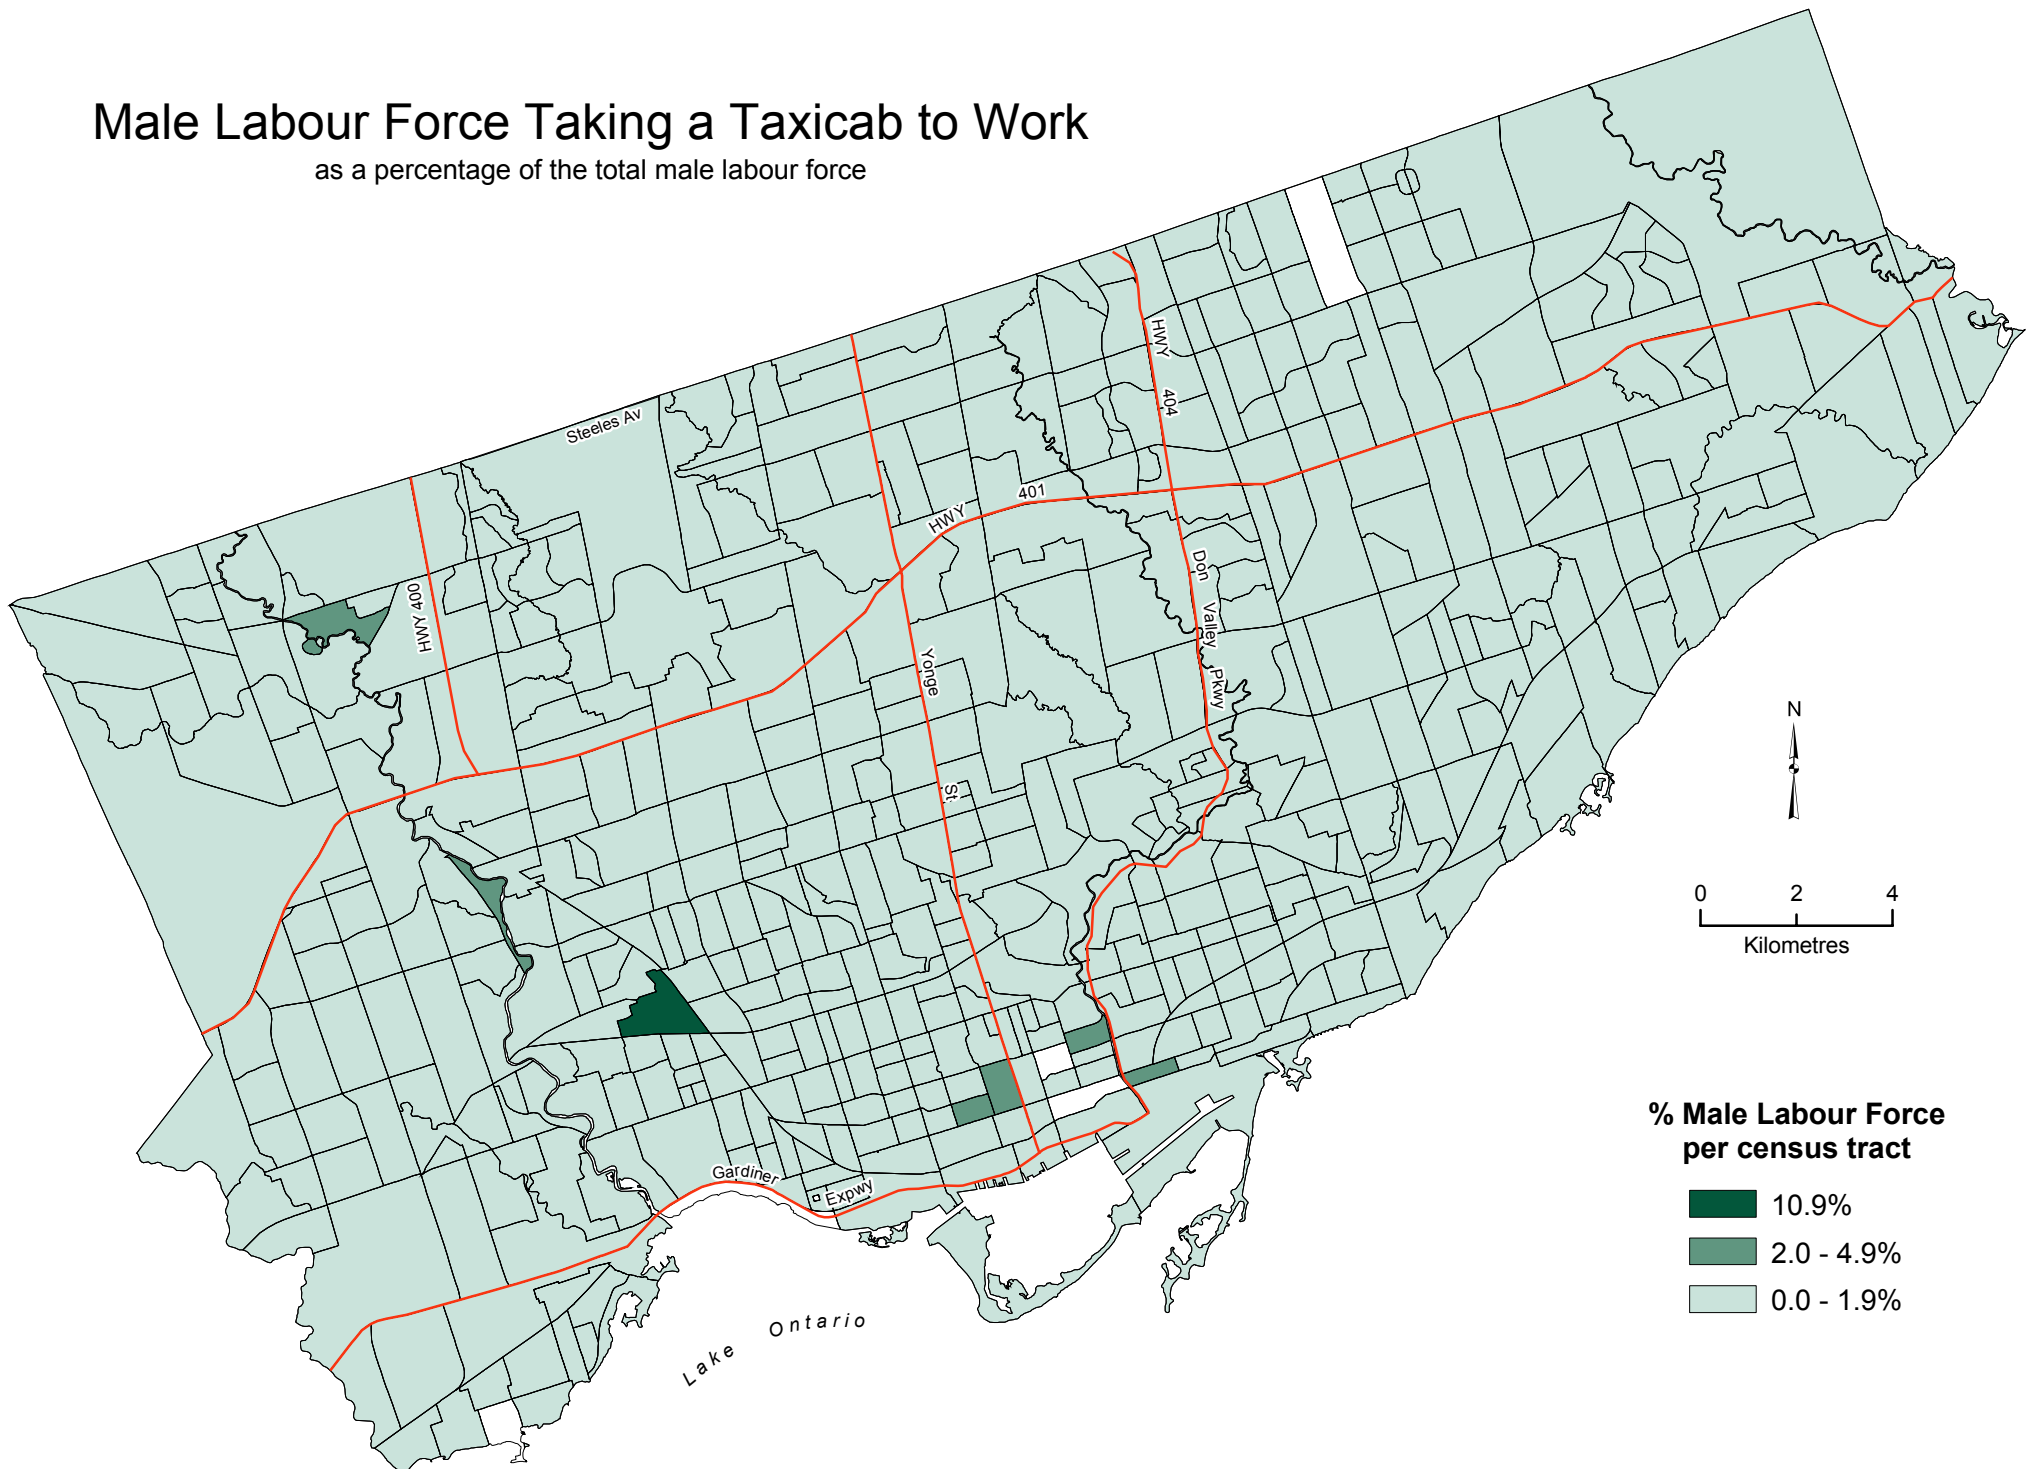 Male Labour Force Taking a Taxicab to Work
as a percentage of the total male labour force
HWY
404
Steeles Av
401
HWY
Don
Valley
Pkwy
HWY 400
Yonge
St
N
0 2 4
Kilometres
% Male Labour Force
per census tract
10.9%
2.0 - 4.9%
0.0 - 1.9%
Gardiner
Expwy
Lake Ontario